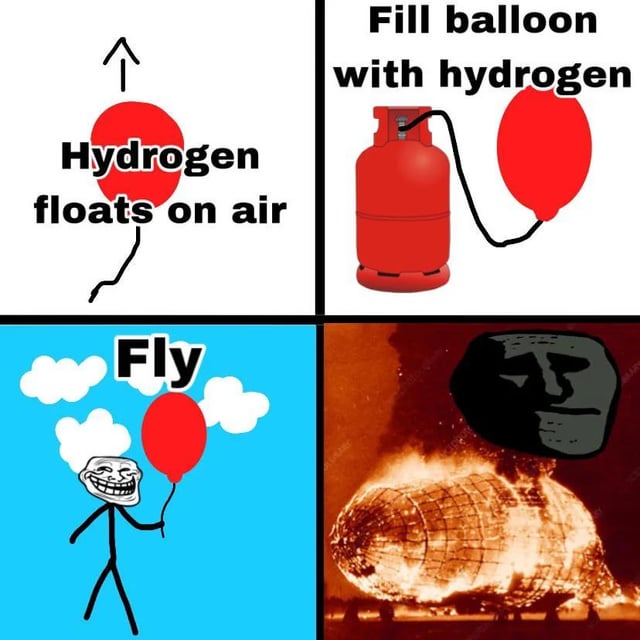 Hydrogen
floats on air
Fill balloon
with hydrogen
Fly